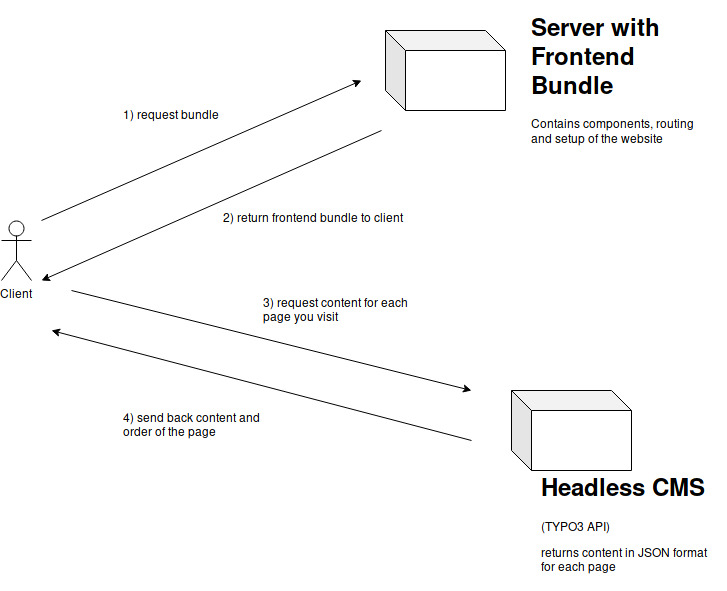 Server with
Frontend
Bundle
Contains components, routing
and setup of the website
1) request bundle
2) return frontend bundle to client
Client
3) request content for each
page you visit
4) send back content and
order of the page
Headless CMS
(TYPO3 API)
returns content in JSON format
for each page